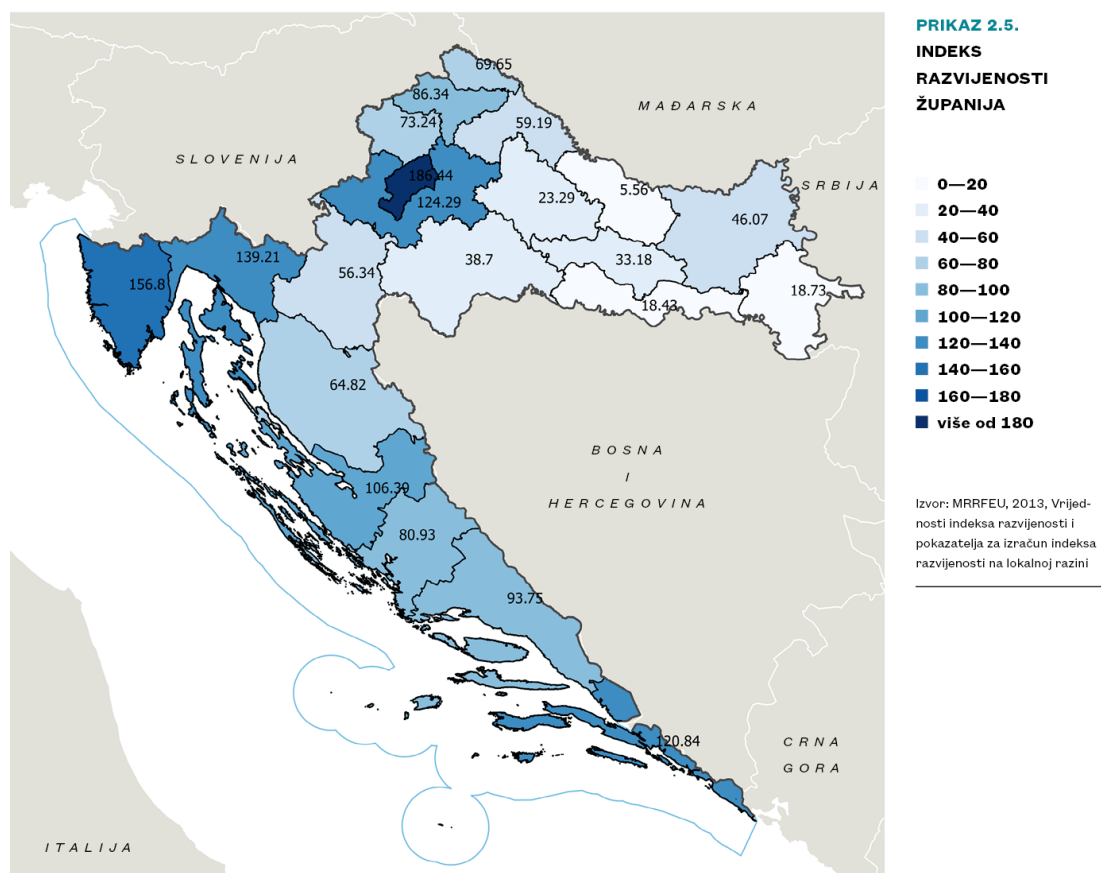 PRIKAZ 2.5.
INDEKS
RAZVIJENOSTI
ŽUPANIJA
0—20
20—40
40—60
60—80
80—100
100—120
120—140
140—160
160—180
više od 180
Izvor: MRRFEU, 2013, Vrijed-
nosti indeksa razvijenosti i
pokazatelja za izračun indeksa
razvijenosti na lokalnoj razini
69.65
86.34
MAĐARSKA
73.24
59.19
SLOVENIJA
186.44
SRBIJA
5.56
23.29
124.29
46.07
139.21
38.7
33.18
56.34
156.8
18.73
18.43
64.82
BOSNA
I
HERCEGOVINA
106.39
80.93
93.75
120.84
CRNA
GORA
ITALIJA